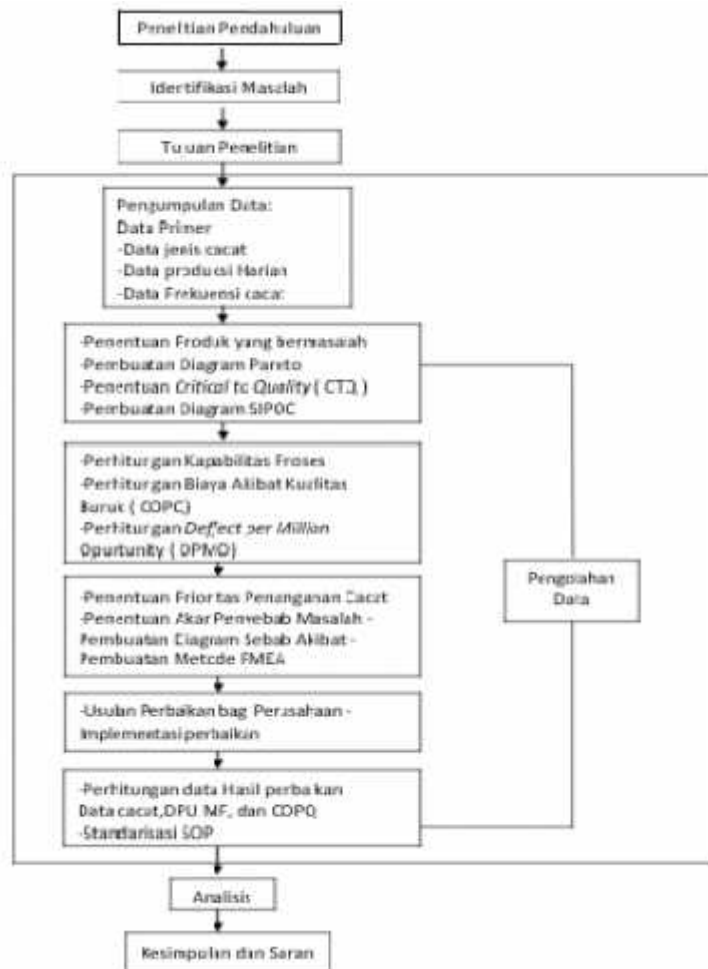 Penelitian Pendahuluan
Identifikasi Masalah
Tujuan Penelitian
Pengumpulan Data:
Data Primer
-Data jenis cacat
-Data produksi Harian
-Data Frekuensi cacat
-Penentuan Produk yang bermasalah
-Pembuatan Diagram Pareto
-Penentuan Critical to Quality ( CTQ )
-Pembuatan Diagram SIPOC
-Perhitungan Kapabilitas Proses
-Perhitungan Biaya Akibat Kualitas
Buruk ( COPQ)
-Perhitungan Deffect per Million
Opurtunity ( DPMO)
-Penentuan Prioritas Penanganan Cacat
-Penentuan Akar Penyebab Masalah -
Pembuatan Diagram Sebab Akibat -
Pembuatan Metode FMEA
Pengolahan
Data
-Usulan Perbaikan bagi Perusahaan -
Implementasi perbaikan
-Perhitungan data Hasil perbaikan
Data cacat,DPU MF, dan COPQ
-Standarisasi SOP
Analisis
Kesimpulan dan Saran